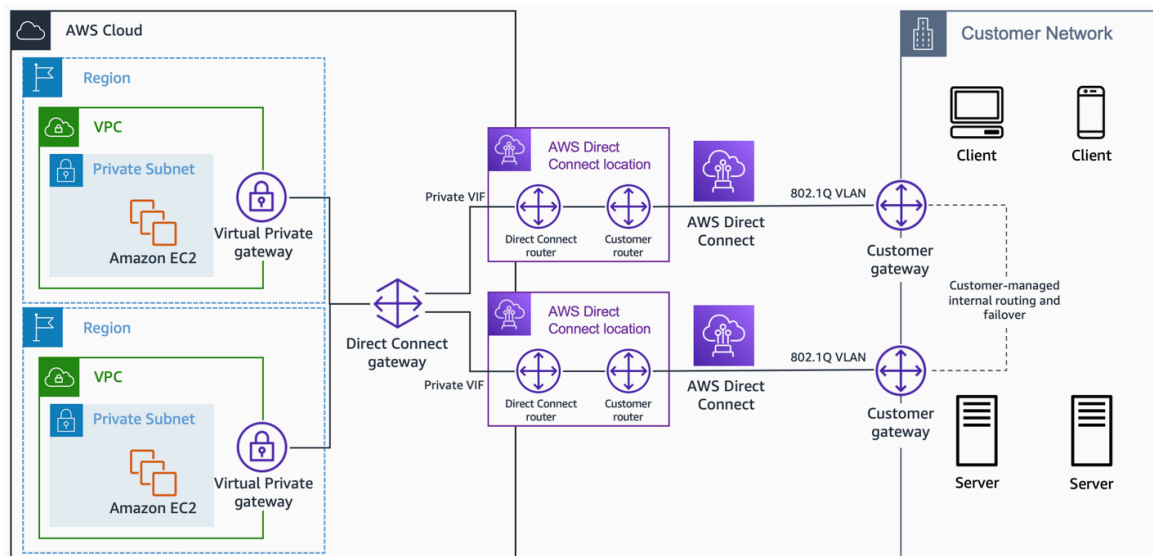 AWS Cloud
Region
VPC
Private Subnet
Amazon EC2
Virtual Private
gateway
Region
VPC
Private Subnet
Amazon EC2
Virtual Private
gateway
Direct Connect
gateway
Private VIF
AWS Direct
Connect location
Direct Connect
router
Customer
router
AWS Direct
Connect
802.1Q VLAN
Private VIF
AWS Direct
Connect location
Direct Connect
router
Customer
router
AWS Direct
Connect
802.1Q VLAN
Customer Network
Client
Client
Customer
gateway
Customer-managed
internal routing and
failover
Customer
gateway
Server
Server